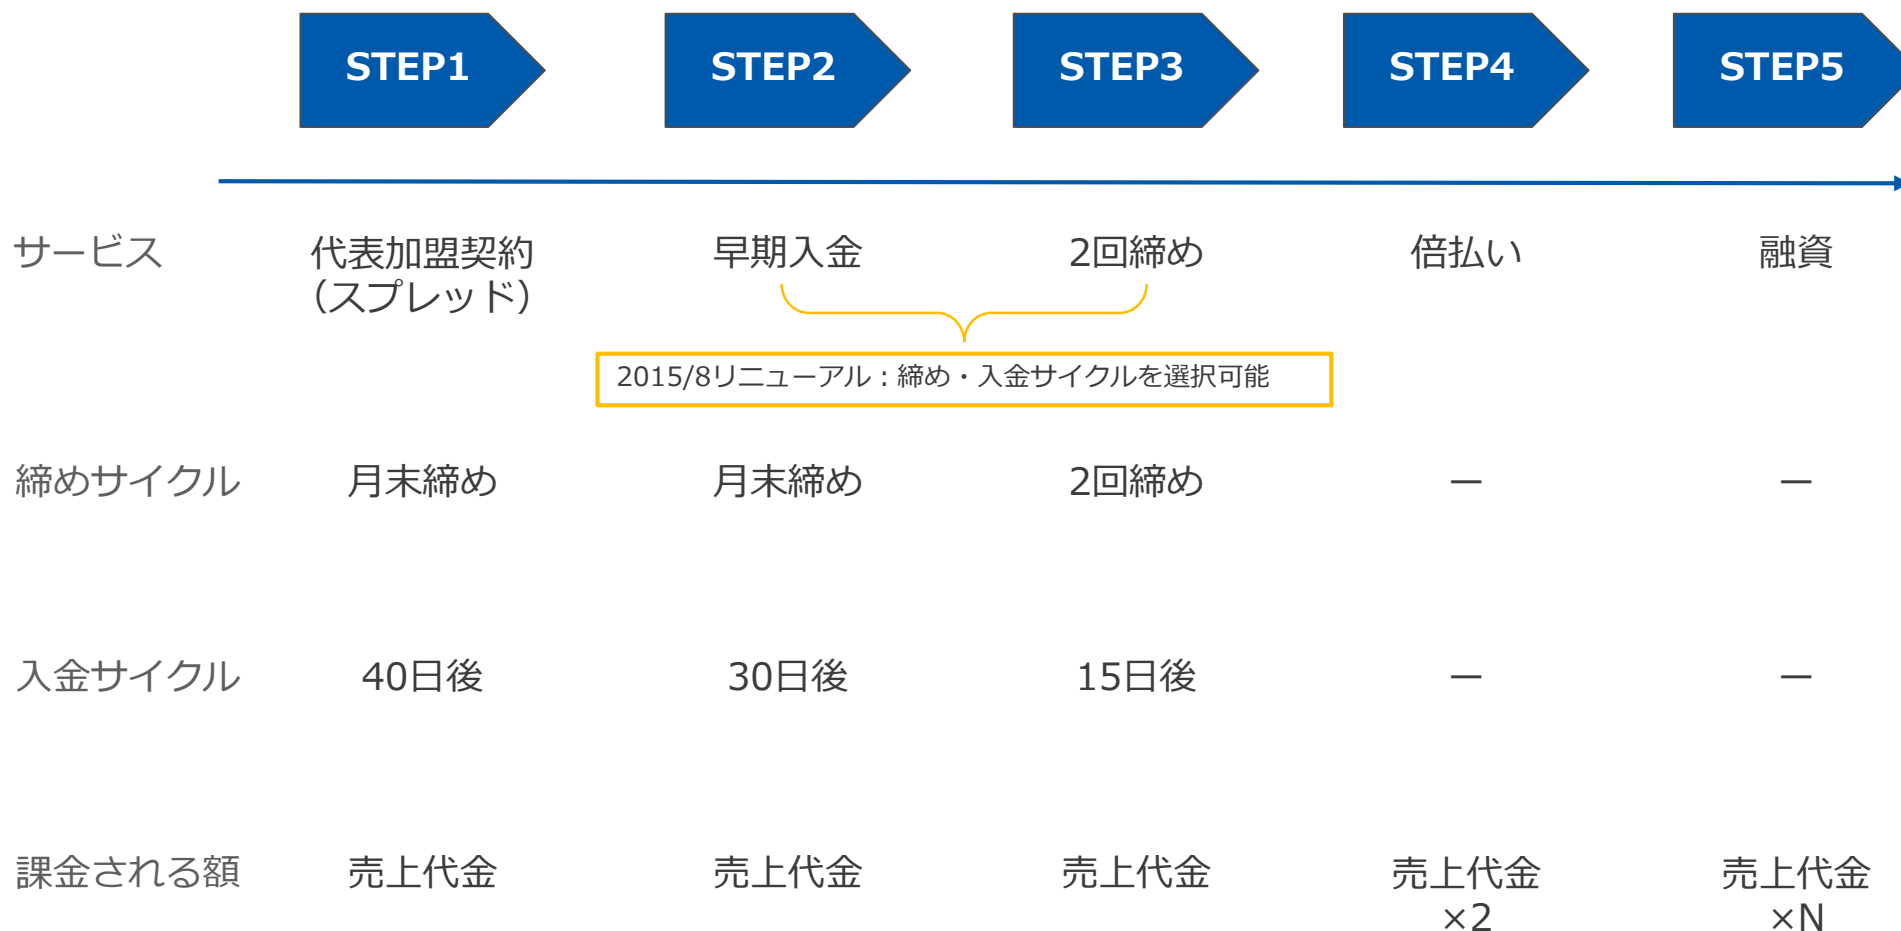 STEP1
STEP2
STEP3
STEP4
STEP5
サービス
代表加盟契約
（スプレッド）
早期入金
2回締め
倍払い
融資
2015/8リニューアル：締め・入金サイクルを選択可能
締めサイクル
月末締め
月末締め
2回締め
ー
ー
入金サイクル
40日後
30日後
15日後
ー
ー
課金される額
売上代金
売上代金
売上代金
売上代金
×2
売上代金
×N